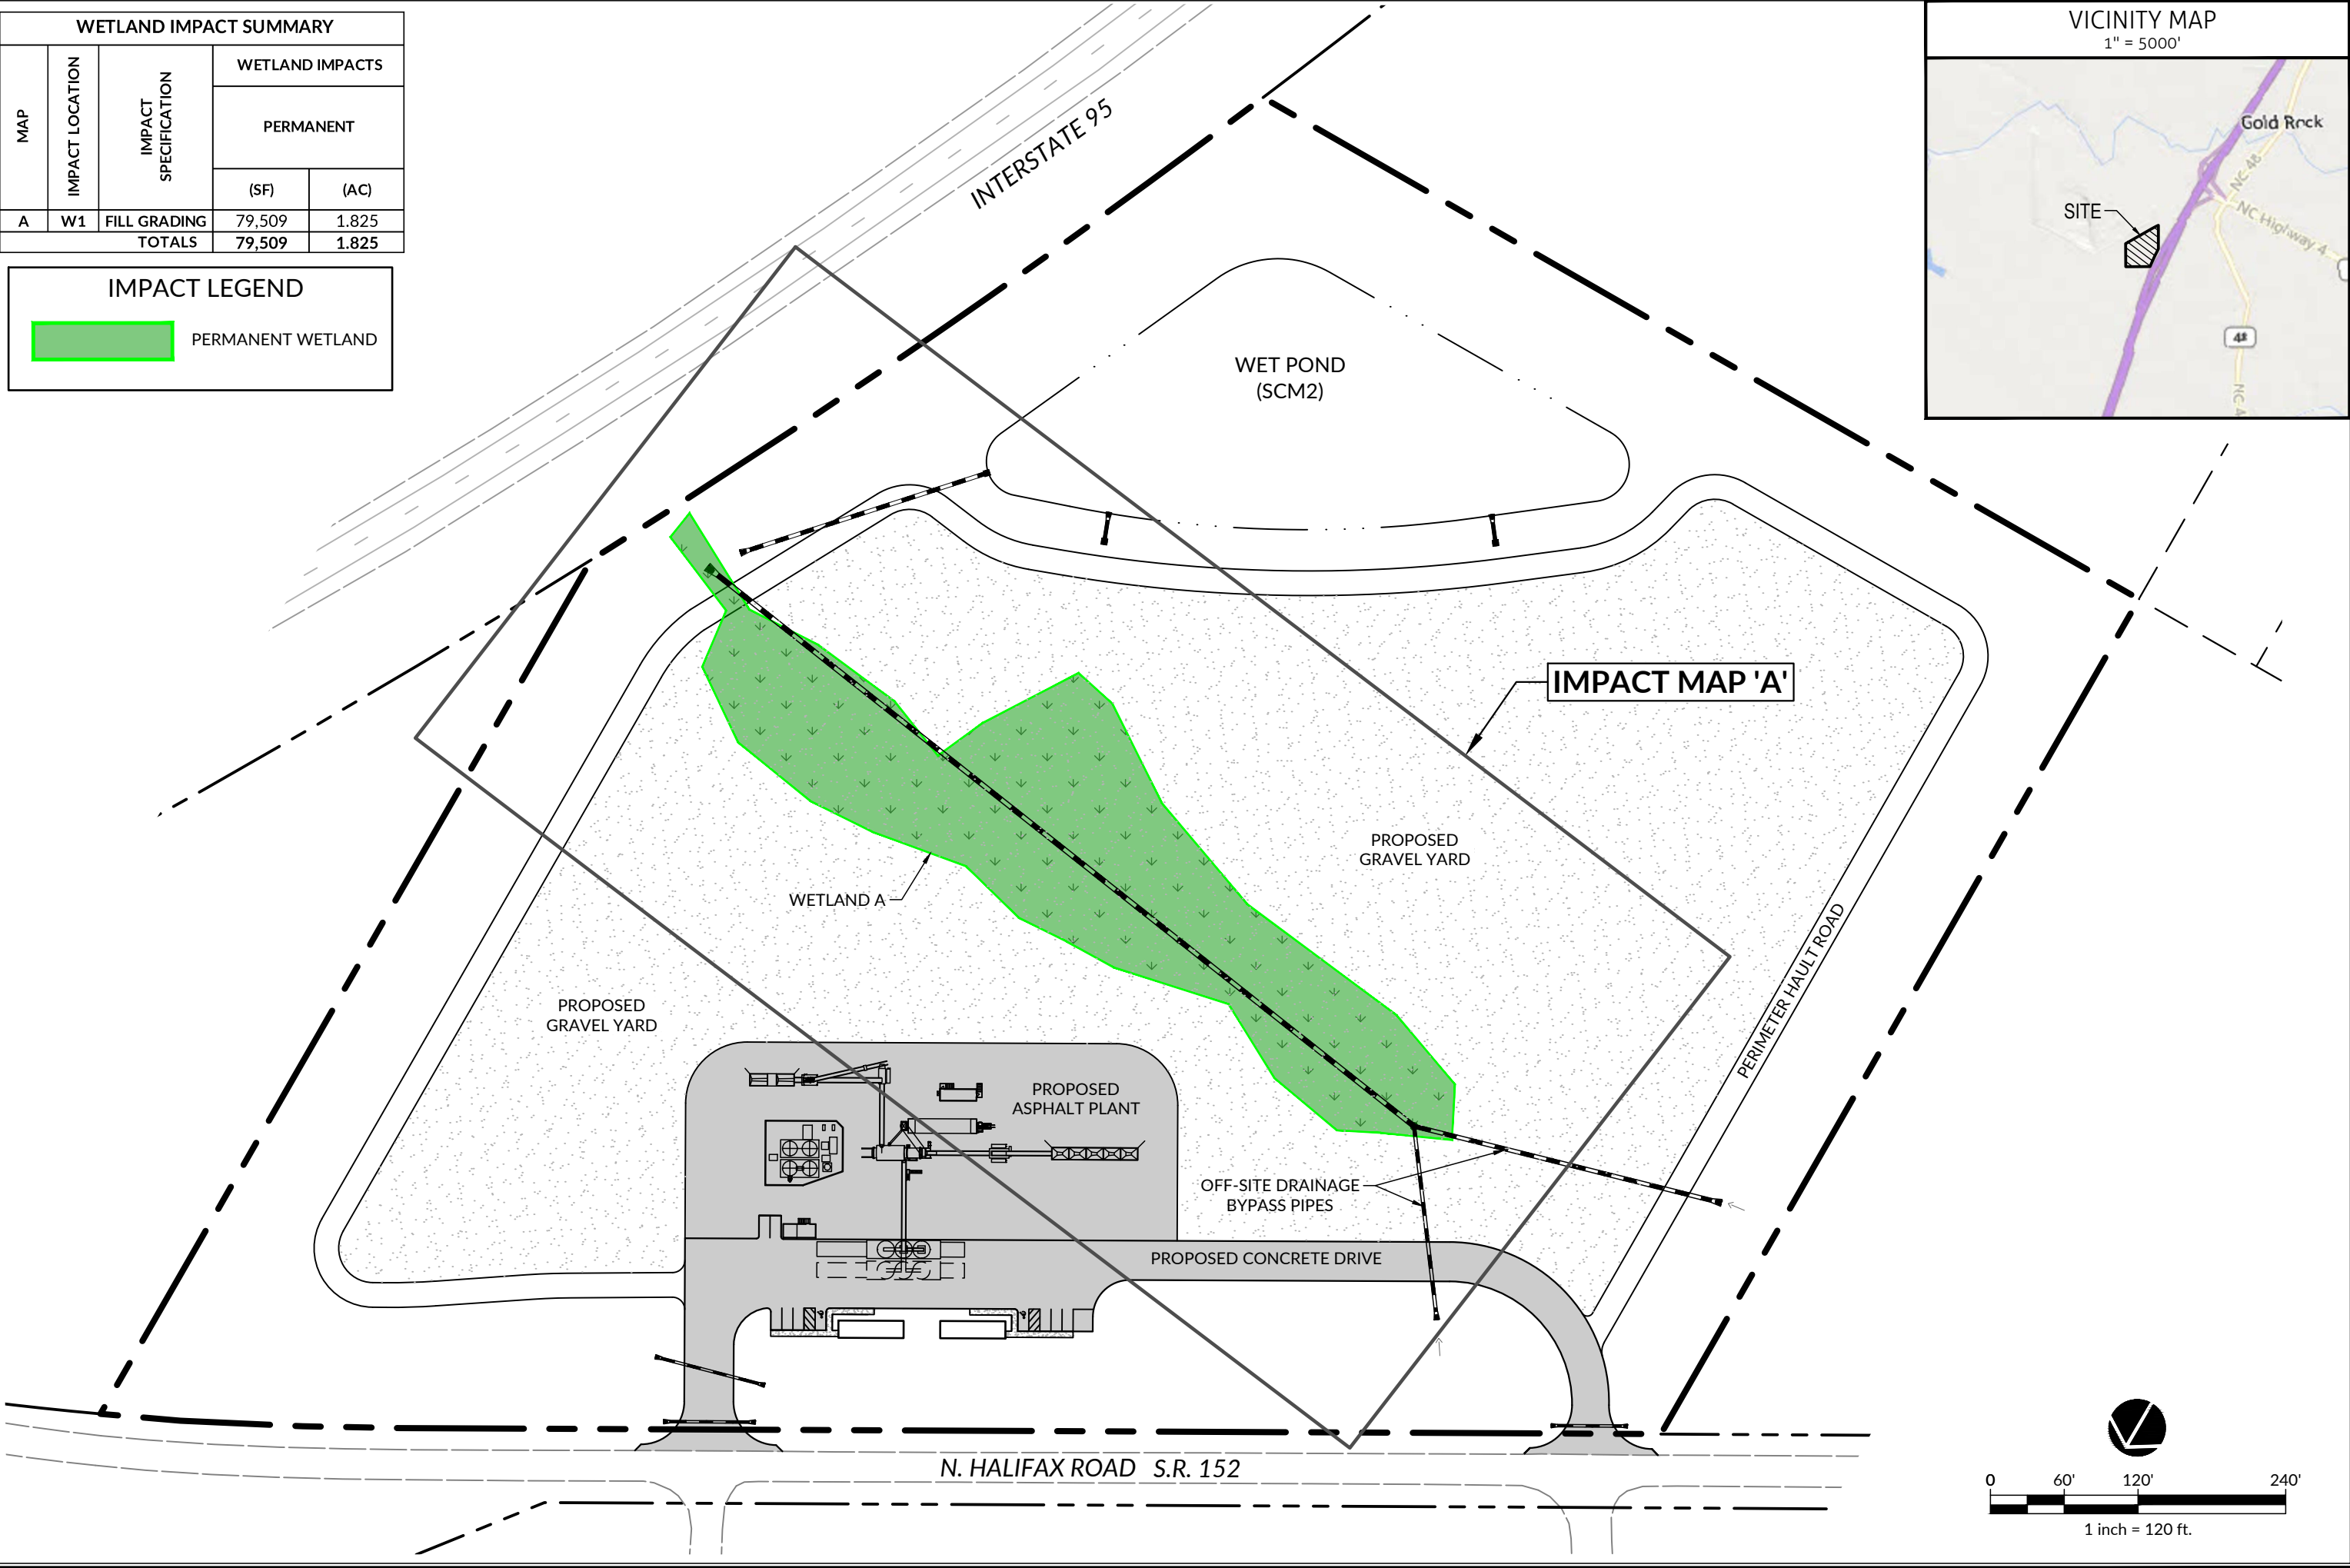 WETLAND IMPACT SUMMARY
MAP
IMPACT LOCATION
IMPACT
SPECIFICATION
WETLAND IMPACTS
PERMANENT
(SF) (AC)
A W1 FILL GRADING 79,509 1.825
TOTALS 79,509 1.825
IMPACT LEGEND
PERMANENT WETLAND
INTERSTATE 95
WET POND
(SCM2)
VICINITY MAP
1" = 5000'
Gold Rock
NC 48
SITE
NC Highway 4
48
NC 4
IMPACT MAP 'A'
PROPOSED
GRAVEL YARD
WETLAND A
PERIMETER HAULT ROAD
PROPOSED
GRAVEL YARD
PROPOSED
ASPHALT PLANT
OFF-SITE DRAINAGE
BYPASS PIPES
PROPOSED CONCRETE DRIVE
N. HALIFAX ROAD S.R. 152
0 60' 120' 240'
1 inch = 120 ft.